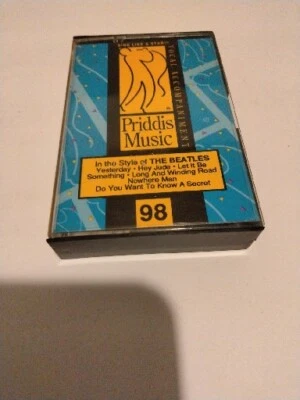 SING LIKE A STAR!!!
VOCAL ACCOMPANIMENT
Priddis
Music
In the Style of THE BEATLES
Yesterday • Hey Jude • Let It Be
Something • Long And Winding Road
Nowhere Man
Do You Want To Know A Secret
98